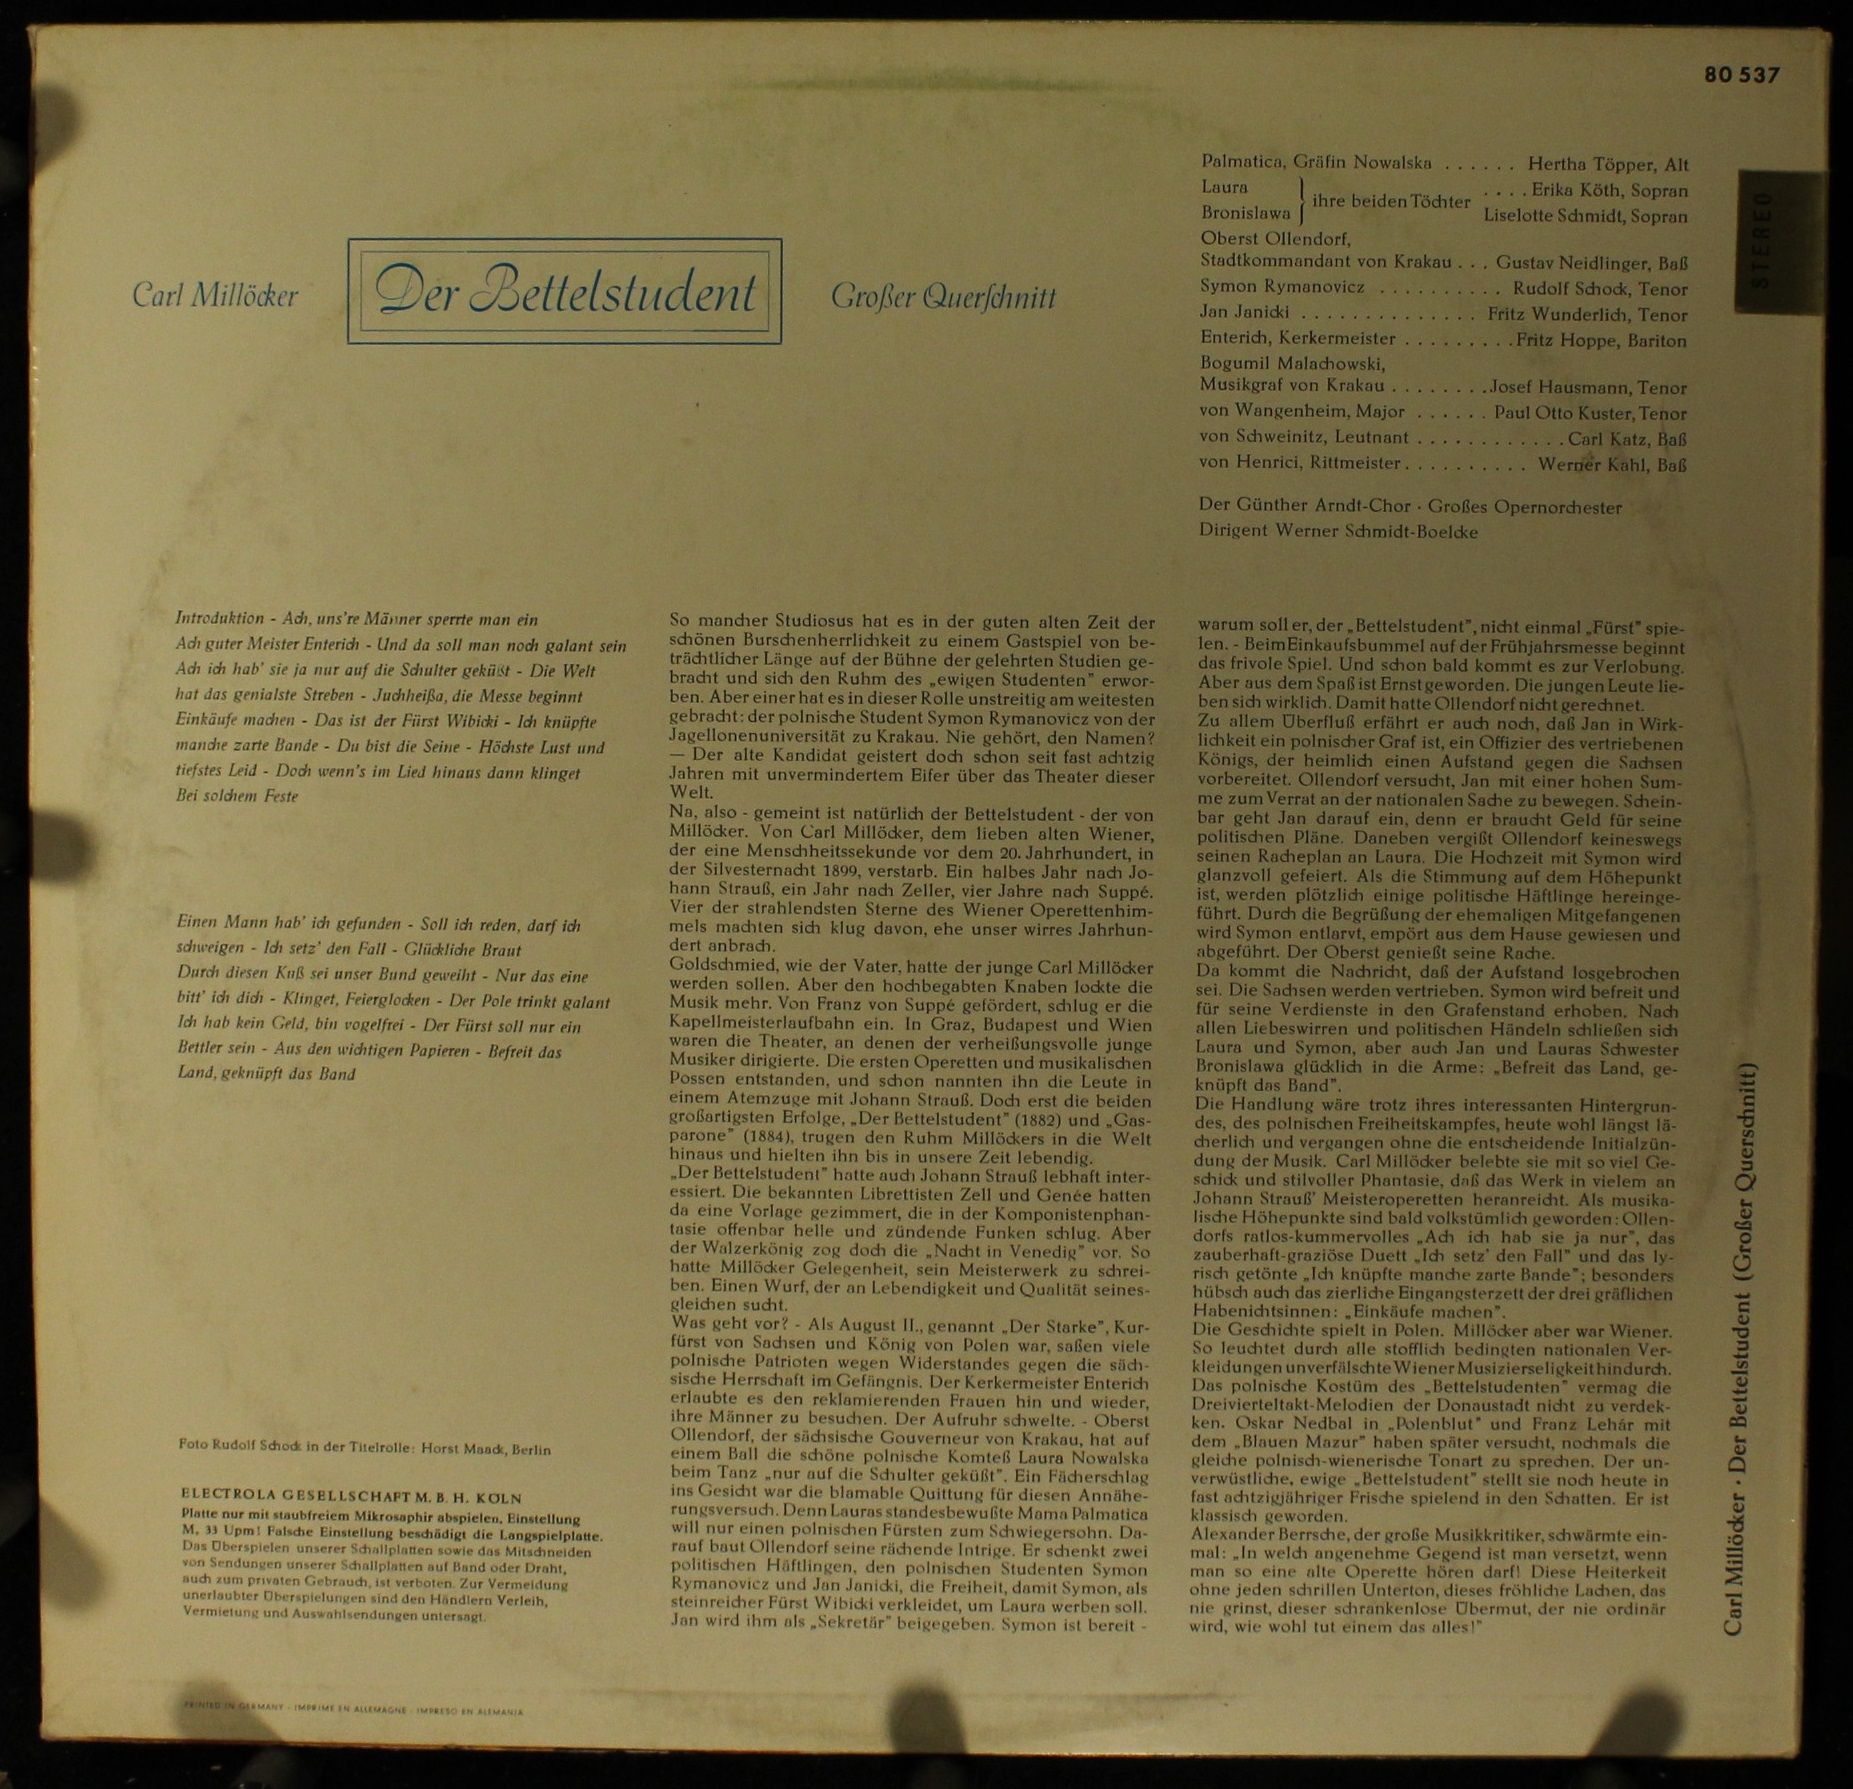 80 537
STEREO
Carl Millöcker
Der Bettelstudent
Großer Querschnitt
Palmatica, Gräfin Nowalska . . . . . . Hertha Töpper, Alt
Laura . . . . Erika Köth, Sopran
ihre beiden Töchter
Bronislawa Liselotte Schmidt, Sopran
Oberst Ollendorf,
Stadtkommandant von Krakau . . . Gustav Neidlinger, Baß
Symon Rymanovicz . . . . . . . . . . Rudolf Schock, Tenor
Jan Janicki . . . . . . . . . . . . . . Fritz Wunderlich, Tenor
Enterich, Kerkermeister . . . . . . . . . Fritz Hoppe, Bariton
Bogumil Malachowski,
Musikgraf von Krakau . . . . . . . . Josef Hausmann, Tenor
von Wangenheim, Major . . . . . . Paul Otto Kuster, Tenor
von Schweinitz, Leutnant . . . . . . . . . . . . Carl Katz, Baß
von Henrici, Rittmeister . . . . . . . . . . Werner Kahl, Baß
Der Günther Arndt-Chor · Großes Opernorchester
Dirigent Werner Schmidt-Boelcke
Introduktion - Ach, uns're Männer sperrte man ein
Ach guter Meister Enterich - Und da soll man noch galant sein
Ach ich hab' sie ja nur auf die Schulter geküßt - Die Welt
hat das genialste Streben - Juchheißa, die Messe beginnt
Einkäufe machen - Das ist der Fürst Wibicki - Ich knüpfte
manche zarte Bande - Du bist die Seine - Höchste Lust und
tiefstes Leid - Doch wenn's im Lied hinaus dann klinget
Bei solchem Feste
Einen Mann hab' ich gefunden - Soll ich reden, darf ich
schweigen - Ich setz' den Fall - Glückliche Braut
Durch diesen Kuß sei unser Bund geweiht - Nur das eine
bitt' ich dich - Klinget, Feierglocken - Der Pole trinkt galant
Ich hab kein Geld, bin vogelfrei - Der Fürst soll nur ein
Bettler sein - Aus den wichtigen Papieren - Befreit das
Land, geknüpft das Band
Foto Rudolf Schock in der Titelrolle: Horst Maack, Berlin
ELECTROLA GESELLSCHAFT M. B. H. KÖLN
Platte nur mit staubfreiem Mikrosaphir abspielen, Einstellung
M, 33 Upm! Falsche Einstellung beschädigt die Langspielplatte.
Das Überspielen unserer Schallplatten sowie das Mitschneiden
von Sendungen unserer Schallplatten auf Band oder Draht,
auch zum privaten Gebrauch, ist verboten. Zur Vermeidung
unerlaubter Überspielungen sind den Händlern Verleih,
Vermietung und Auswahlsendungen untersagt.
PRINTED IN GERMANY · IMPRIMÉ EN ALLEMAGNE · IMPRESO EN ALEMANIA
So mancher Studiosus hat es in der guten alten Zeit der
schönen Burschenherrlichkeit zu einem Gastspiel von be-
trächtlicher Länge auf der Bühne der gelehrten Studien ge-
bracht und sich den Ruhm des „ewigen Studenten" erwor-
ben. Aber einer hat es in dieser Rolle unstreitig am weitesten
gebracht: der polnische Student Symon Rymanovicz von der
Jagellonenuniversität zu Krakau. Nie gehört, den Namen?
— Der alte Kandidat geistert doch schon seit fast achtzig
Jahren mit unvermindertem Eifer über das Theater dieser
Welt.
Na, also - gemeint ist natürlich der Bettelstudent - der von
Millöcker. Von Carl Millöcker, dem lieben alten Wiener,
der eine Menschheitssekunde vor dem 20. Jahrhundert, in
der Silvesternacht 1899, verstarb. Ein halbes Jahr nach Jo-
hann Strauß, ein Jahr nach Zeller, vier Jahre nach Suppé.
Vier der strahlendsten Sterne des Wiener Operettenhim-
mels machten sich klug davon, ehe unser wirres Jahrhun-
dert anbrach.
Goldschmied, wie der Vater, hatte der junge Carl Millöcker
werden sollen. Aber den hochbegabten Knaben lockte die
Musik mehr. Von Franz von Suppé gefördert, schlug er die
Kapellmeisterlaufbahn ein. In Graz, Budapest und Wien
waren die Theater, an denen der verheißungsvolle junge
Musiker dirigierte. Die ersten Operetten und musikalischen
Possen entstanden, und schon nannten ihn die Leute in
einem Atemzuge mit Johann Strauß. Doch erst die beiden
großartigsten Erfolge, „Der Bettelstudent" (1882) und „Gas-
parone" (1884), trugen den Ruhm Millöckers in die Welt
hinaus und hielten ihn bis in unsere Zeit lebendig.
„Der Bettelstudent" hatte auch Johann Strauß lebhaft inter-
essiert. Die bekannten Librettisten Zell und Genée hatten
da eine Vorlage gezimmert, die in der Komponistenphan-
tasie offenbar helle und zündende Funken schlug. Aber
der Walzerkönig zog doch die „Nacht in Venedig" vor. So
hatte Millöcker Gelegenheit, sein Meisterwerk zu schrei-
ben. Einen Wurf, der an Lebendigkeit und Qualität seines-
gleichen sucht.
Was geht vor? - Als August II., genannt „Der Starke", Kur-
fürst von Sachsen und König von Polen war, saßen viele
polnische Patrioten wegen Widerstandes gegen die säch-
sische Herrschaft im Gefängnis. Der Kerkermeister Enterich
erlaubte es den reklamierenden Frauen hin und wieder,
ihre Männer zu besuchen. Der Aufruhr schwelte. - Oberst
Ollendorf, der sächsische Gouverneur von Krakau, hat auf
einem Ball die schöne polnische Komteß Laura Nowalska
beim Tanz „nur auf die Schulter geküßt". Ein Fächerschlag
ins Gesicht war die blamable Quittung für diesen Annähe-
rungsversuch. Denn Lauras standesbewußte Mama Palmatica
will nur einen polnischen Fürsten zum Schwiegersohn. Da-
rauf baut Ollendorf seine rächende Intrige. Er schenkt zwei
politischen Häftlingen, den polnischen Studenten Symon
Rymanovicz und Jan Janicki, die Freiheit, damit Symon, als
steinreicher Fürst Wibicki verkleidet, um Laura werben soll.
Jan wird ihm als „Sekretär" beigegeben. Symon ist bereit -
warum soll er, der „Bettelstudent", nicht einmal „Fürst" spie-
len. - Beim Einkaufsbummel auf der Frühjahrsmesse beginnt
das frivole Spiel. Und schon bald kommt es zur Verlobung.
Aber aus dem Spaß ist Ernst geworden. Die jungen Leute lie-
ben sich wirklich. Damit hatte Ollendorf nicht gerechnet.
Zu allem Überfluß erfährt er auch noch, daß Jan in Wirk-
lichkeit ein polnischer Graf ist, ein Offizier des vertriebenen
Königs, der heimlich einen Aufstand gegen die Sachsen
vorbereitet. Ollendorf versucht, Jan mit einer hohen Sum-
me zum Verrat an der nationalen Sache zu bewegen. Schein-
bar geht Jan darauf ein, denn er braucht Geld für seine
politischen Pläne. Daneben vergißt Ollendorf keineswegs
seinen Racheplan an Laura. Die Hochzeit mit Symon wird
glanzvoll gefeiert. Als die Stimmung auf dem Höhepunkt
ist, werden plötzlich einige politische Häftlinge hereinge-
führt. Durch die Begrüßung der ehemaligen Mitgefangenen
wird Symon entlarvt, empört aus dem Hause gewiesen und
abgeführt. Der Oberst genießt seine Rache.
Da kommt die Nachricht, daß der Aufstand losgebrochen
sei. Die Sachsen werden vertrieben. Symon wird befreit und
für seine Verdienste in den Grafenstand erhoben. Nach
allen Liebeswirren und politischen Händeln schließen sich
Laura und Symon, aber auch Jan und Lauras Schwester
Bronislawa glücklich in die Arme: „Befreit das Land, ge-
knüpft das Band".
Die Handlung wäre trotz ihres interessanten Hintergrun-
des, des polnischen Freiheitskampfes, heute wohl längst lä-
cherlich und vergangen ohne die entscheidende Initialzün-
dung der Musik. Carl Millöcker belebte sie mit so viel Ge-
schick und stilvoller Phantasie, daß das Werk in vielem an
Johann Strauß' Meisteroperetten heranreicht. Als musika-
lische Höhepunkte sind bald volkstümlich geworden: Ollen-
dorfs ratlos-kummervolles „Ach ich hab sie ja nur", das
zauberhaft-graziöse Duett „Ich setz' den Fall" und das ly-
risch getönte „Ich knüpfte manche zarte Bande"; besonders
hübsch auch das zierliche Eingangsterzett der drei gräflichen
Habenichtsinnen: „Einkäufe machen".
Die Geschichte spielt in Polen. Millöcker aber war Wiener.
So leuchtet durch alle stofflich bedingten nationalen Ver-
kleidungen unverfälschte Wiener Musizierseligkeit hindurch.
Das polnische Kostüm des „Bettelstudenten" vermag die
Dreivierteltakt-Melodien der Donaustadt nicht zu verdek-
ken. Oskar Nedbal in „Polenblut" und Franz Lehár mit
dem „Blauen Mazur" haben später versucht, nochmals die
gleiche polnisch-wienerische Tonart zu sprechen. Der un-
verwüstliche, ewige „Bettelstudent" stellt sie noch heute in
fast achtzigjähriger Frische spielend in den Schatten. Er ist
klassisch geworden.
Alexander Berrsche, der große Musikkritiker, schwärmte ein-
mal: „In welch angenehme Gegend ist man versetzt, wenn
man so eine alte Operette hören darf! Diese Heiterkeit
ohne jeden schrillen Unterton, dieses fröhliche Lachen, das
nie grinst, dieser schrankenlose Übermut, der nie ordinär
wird, wie wohl tut einem das alles!"
Carl Millöcker · Der Bettelstudent (Großer Querschnitt)